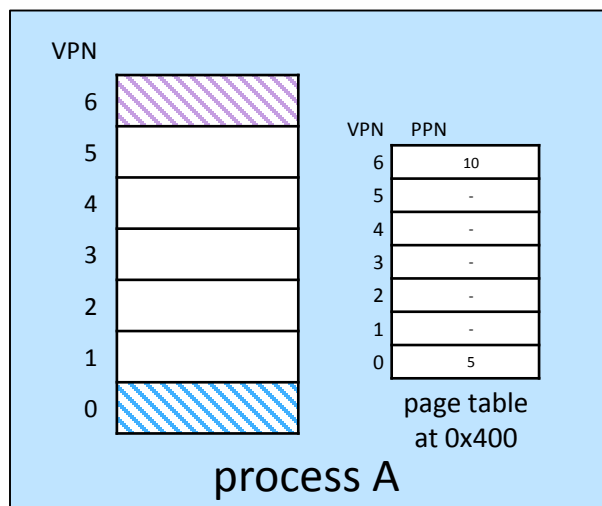 VPN
6
5
4
3
2
1
0
VPN PPN
6 10
5 -
4 -
3 -
2 -
1 -
0 5
page table
at 0x400
process A